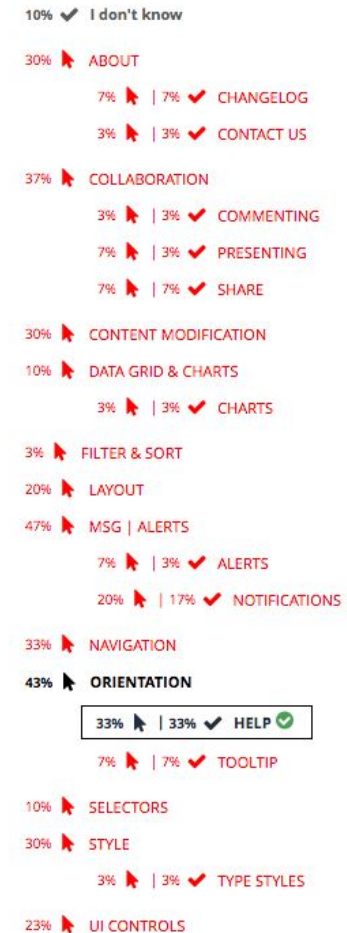 10% I don't know
30% ABOUT
7% | 7% CHANGELOG
3% | 3% CONTACT US
37% COLLABORATION
3% | 3% COMMENTING
7% | 3% PRESENTING
7% | 7% SHARE
30% CONTENT MODIFICATION
10% DATA GRID & CHARTS
3% | 3% CHARTS
3% FILTER & SORT
20% LAYOUT
47% MSG | ALERTS
7% | 3% ALERTS
20% | 17% NOTIFICATIONS
33% NAVIGATION
43% ORIENTATION
33% | 33% HELP
7% | 7% TOOLTIP
10% SELECTORS
30% STYLE
3% | 3% TYPE STYLES
23% UI CONTROLS